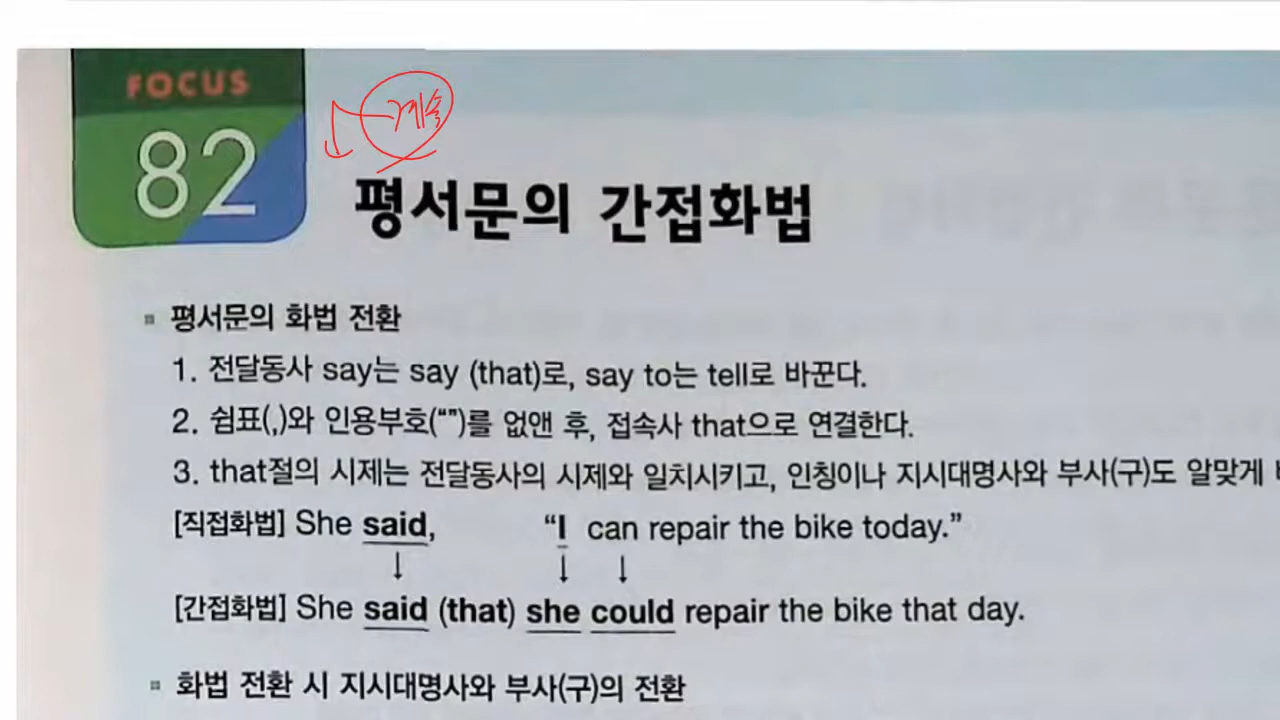 FOCUS
82
계솔
평서문의 간접화법
▪ 평서문의 화법 전환
1. 전달동사 say는 say (that)로, say to는 tell로 바꾼다.
2. 쉼표(,)와 인용부호(“”)를 없앤 후, 접속사 that으로 연결한다.
3. that절의 시제는 전달동사의 시제와 일치시키고, 인칭이나 지시대명사와 부사(구)도 알맞게
[직접화법] She said, “I can repair the bike today.”
↓ ↓ ↓
[간접화법] She said (that) she could repair the bike that day.
▪ 화법 전환 시 지시대명사와 부사(구)의 전환